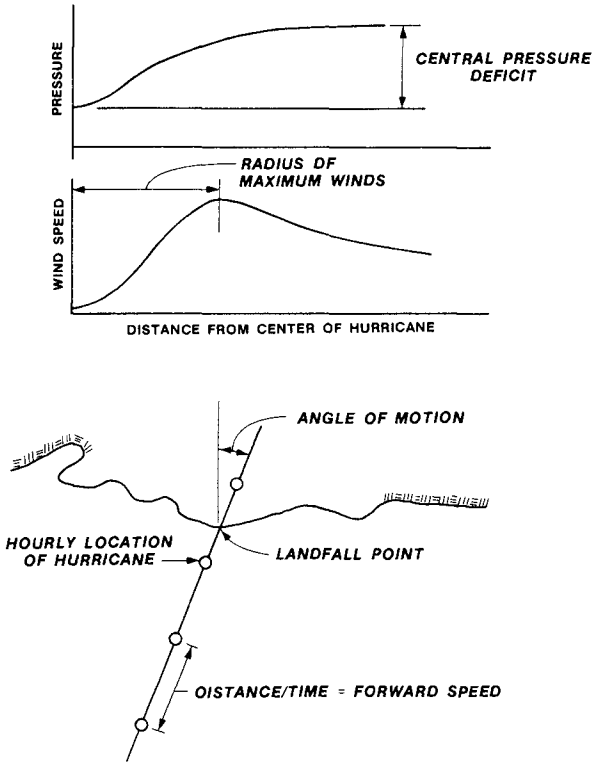 PRESSURE
CENTRAL PRESSURE
DEFICIT
RADIUS DF
MAXIMUM WINDS
WIND SPEED
DISTANCE FROM CENTER OF HURRICANE
ANGLE OF MOTION
HOURLY LOCATION
OF HURRICANE
LANDFALL POINT
OISTANCE/TIME = FORWARD SPEED